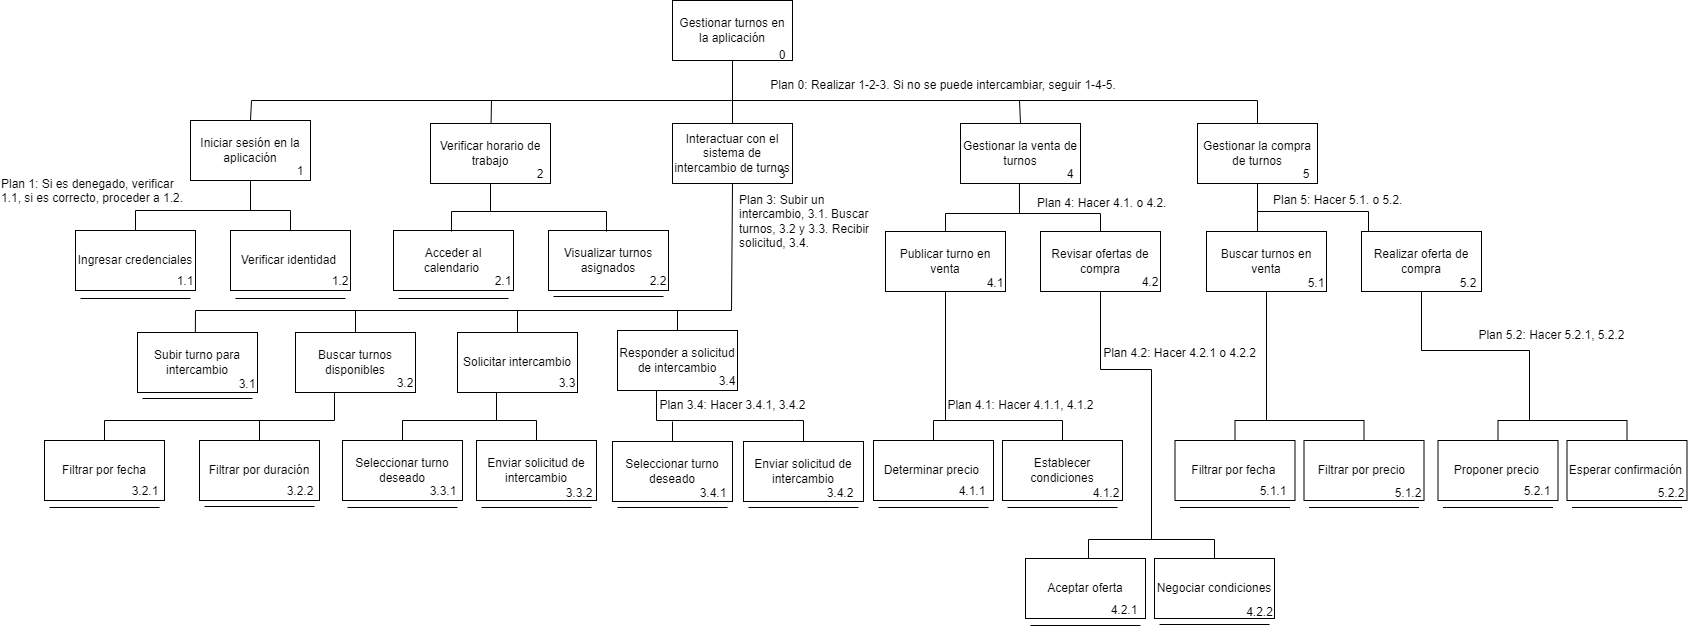 Gestionar turnos en
la aplicación
0
Plan 0: Realizar 1-2-3. Si no se puede intercambiar, seguir 1-4-5.
Iniciar sesión en la
aplicación
1
Verificar horario de
trabajo
2
Interactuar con el
sistema de
intercambio de turnos
3
Gestionar la venta de
turnos
4
Gestionar la compra
de turnos
5
Plan 1: Si es denegado, verificar
1.1, si es correcto, proceder a 1.2.
Plan 3: Subir un
intercambio, 3.1. Buscar
turnos, 3.2 y 3.3. Recibir
solicitud, 3.4.
Plan 4: Hacer 4.1. o 4.2.
Plan 5: Hacer 5.1. o 5.2.
Ingresar credenciales
1.1
Verificar identidad
1.2
Acceder al
calendario
2.1
Visualizar turnos
asignados
2.2
Publicar turno en
venta
4.1
Revisar ofertas de
compra
4.2
Buscar turnos en
venta
5.1
Realizar oferta de
compra
5.2
Subir turno para
intercambio
3.1
Buscar turnos
disponibles
3.2
Solicitar intercambio
3.3
Responder a solicitud
de intercambio
3.4
Plan 4.2: Hacer 4.2.1 o 4.2.2
Plan 5.2: Hacer 5.2.1, 5.2.2
Plan 3.4: Hacer 3.4.1, 3.4.2
Plan 4.1: Hacer 4.1.1, 4.1.2
Filtrar por fecha
3.2.1
Filtrar por duración
3.2.2
Seleccionar turno
deseado
3.3.1
Enviar solicitud de
intercambio
3.3.2
Seleccionar turno
deseado
3.4.1
Enviar solicitud de
intercambio
3.4.2
Determinar precio
4.1.1
Establecer
condiciones
4.1.2
Filtrar por fecha
5.1.1
Filtrar por precio
5.1.2
Proponer precio
5.2.1
Esperar confirmación
5.2.2
Aceptar oferta
4.2.1
Negociar condiciones
4.2.2